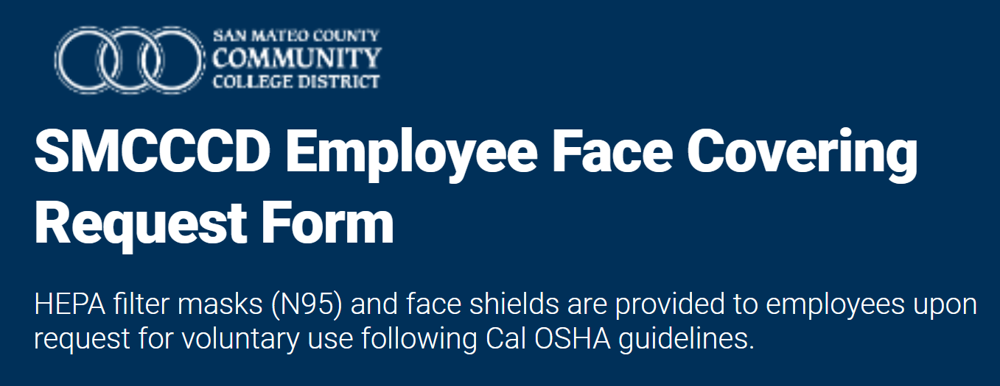 SAN MATEO COUNTY
COMMUNITY
COLLEGE DISTRICT
SMCCCD Employee Face Covering
Request Form
HEPA filter masks (N95) and face shields are provided to employees upon
request for voluntary use following Cal OSHA guidelines.